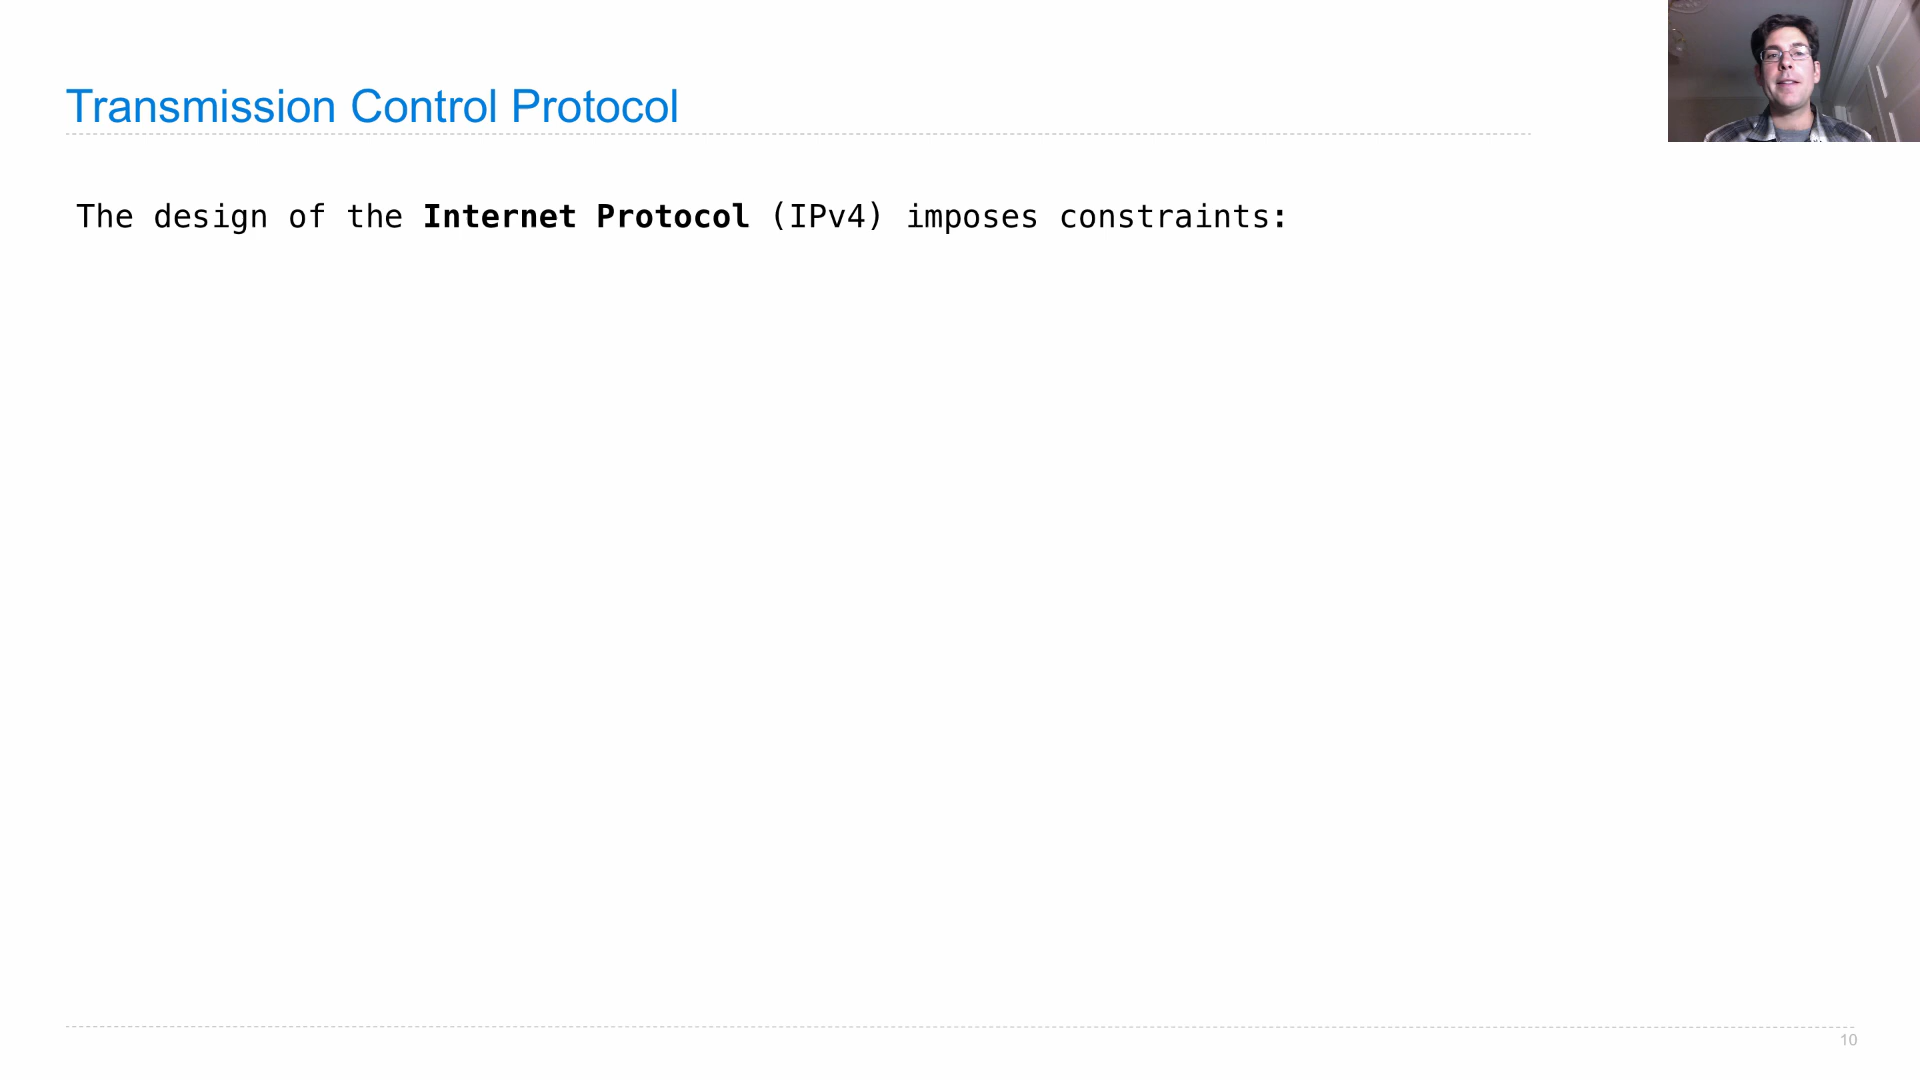 Transmission Control Protocol
The design of the Internet Protocol (IPv4) imposes constraints:
10